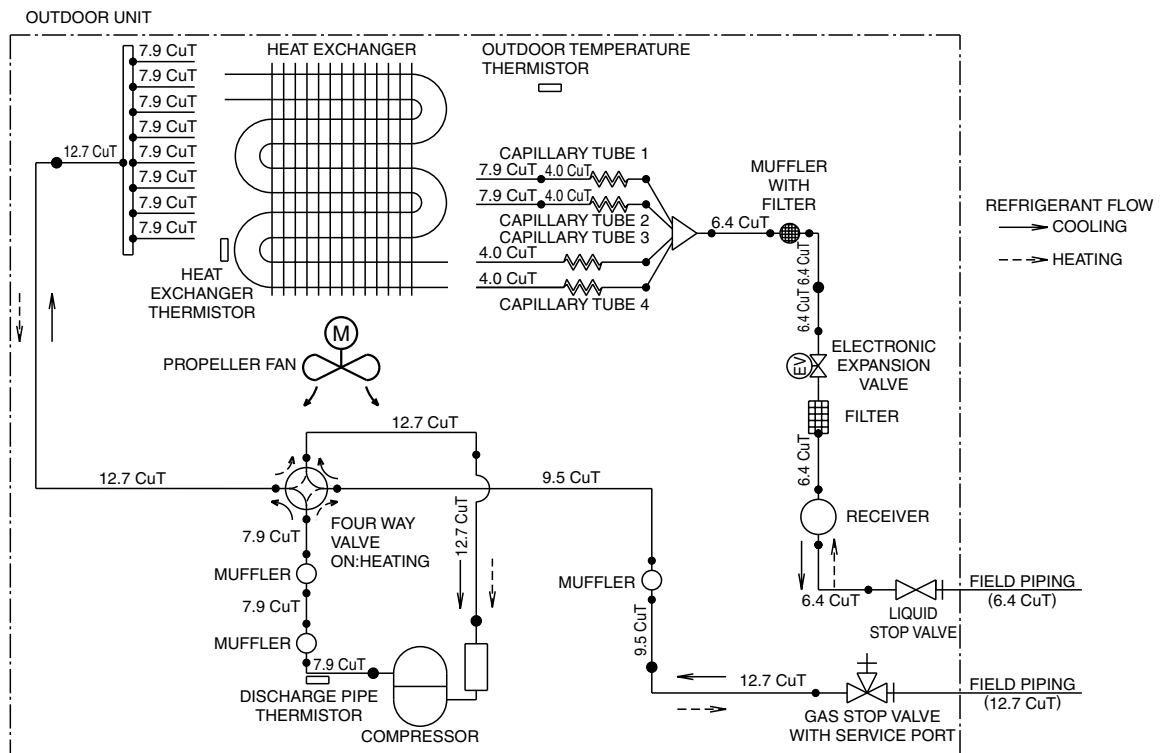 OUTDOOR UNIT
7.9 CuT
7.9 CuT
7.9 CuT
7.9 CuT
7.9 CuT
7.9 CuT
7.9 CuT
7.9 CuT
12.7 CuT
HEAT EXCHANGER
HEAT
EXCHANGER
THERMISTOR
OUTDOOR TEMPERATURE
THERMISTOR
CAPILLARY TUBE 1
7.9 CuT 4.0 CuT
7.9 CuT 4.0 CuT
CAPILLARY TUBE 2
CAPILLARY TUBE 3
4.0 CuT
4.0 CuT
CAPILLARY TUBE 4
6.4 CuT
MUFFLER
WITH
FILTER
6.4 CuT
6.4 CuT
REFRIGERANT FLOW
COOLING
HEATING
M
PROPELLER FAN
EV
ELECTRONIC
EXPANSION
VALVE
FILTER
6.4 CuT
RECEIVER
6.4 CuT
LIQUID
STOP VALVE
FIELD PIPING
(6.4 CuT)
12.7 CuT
12.7 CuT
12.7 CuT
9.5 CuT
FOUR WAY
VALVE
ON:HEATING
7.9 CuT
MUFFLER
7.9 CuT
MUFFLER
7.9 CuT
DISCHARGE PIPE
THERMISTOR
COMPRESSOR
MUFFLER
9.5 CuT
12.7 CuT
GAS STOP VALVE
WITH SERVICE PORT
FIELD PIPING
(12.7 CuT)